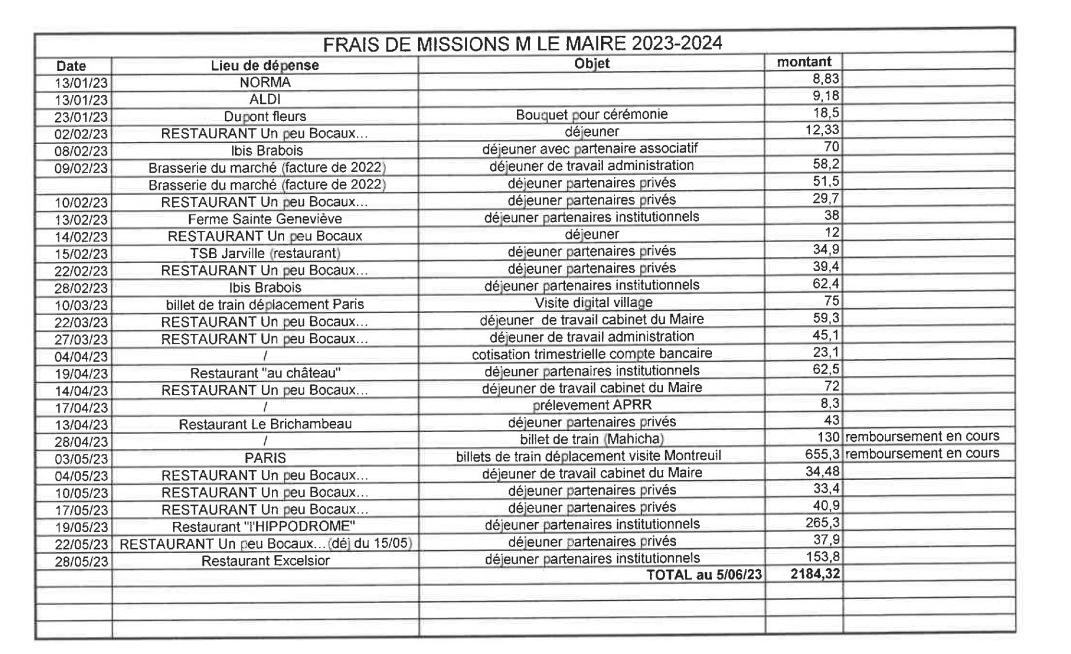 FRAIS DE MISSIONS M LE MAIRE 2023-2024
Date Lieu de dépense Objet montant
13/01/23 NORMA 8,83
13/01/23 ALDI 9,18
23/01/23 Dupont fleurs Bouquet pour cérémonie 18,5
02/02/23 RESTAURANT Un peu Bocaux... déjeuner 12,33
08/02/23 Ibis Brabois déjeuner avec partenaire associatif 70
09/02/23 Brasserie du marché (facture de 2022) déjeuner de travail administration 58,2
Brasserie du marché (facture de 2022) déjeuner partenaires privés 51,5
10/02/23 RESTAURANT Un peu Bocaux... déjeuner partenaires privés 29,7
13/02/23 Ferme Sainte Geneviève déjeuner partenaires institutionnels 38
14/02/23 RESTAURANT Un peu Bocaux déjeuner 12
15/02/23 TSB Jarville (restaurant) déjeuner partenaires privés 34,9
22/02/23 RESTAURANT Un peu Bocaux... déjeuner partenaires privés 39,4
28/02/23 Ibis Brabois déjeuner partenaires institutionnels 62,4
10/03/23 billet de train déplacement Paris Visite digital village 75
22/03/23 RESTAURANT Un peu Bocaux... déjeuner de travail cabinet du Maire 59,3
27/03/23 RESTAURANT Un peu Bocaux... déjeuner de travail administration 45,1
04/04/23 / cotisation trimestrielle compte bancaire 23,1
19/04/23 Restaurant "au château" déjeuner partenaires institutionnels 62,5
14/04/23 RESTAURANT Un peu Bocaux... déjeuner de travail cabinet du Maire 72
17/04/23 / prélevement APRR 8,3
13/04/23 Restaurant Le Brichambeau déjeuner partenaires privés 43
28/04/23 / billet de train (Mahicha) 130 remboursement en cours
03/05/23 PARIS billets de train déplacement visite Montreuil 655,3 remboursement en cours
04/05/23 RESTAURANT Un peu Bocaux... déjeuner de travail cabinet du Maire 34,48
10/05/23 RESTAURANT Un peu Bocaux... déjeuner partenaires privés 33,4
17/05/23 RESTAURANT Un peu Bocaux... déjeuner partenaires privés 40,9
19/05/23 Restaurant "l'HIPPODROME" déjeuner partenaires institutionnels 265,3
22/05/23 RESTAURANT Un peu Bocaux...(déj du 15/05) déjeuner partenaires privés 37,9
28/05/23 Restaurant Excelsior déjeuner partenaires institutionnels 153,8
TOTAL au 5/06/23 2184,32